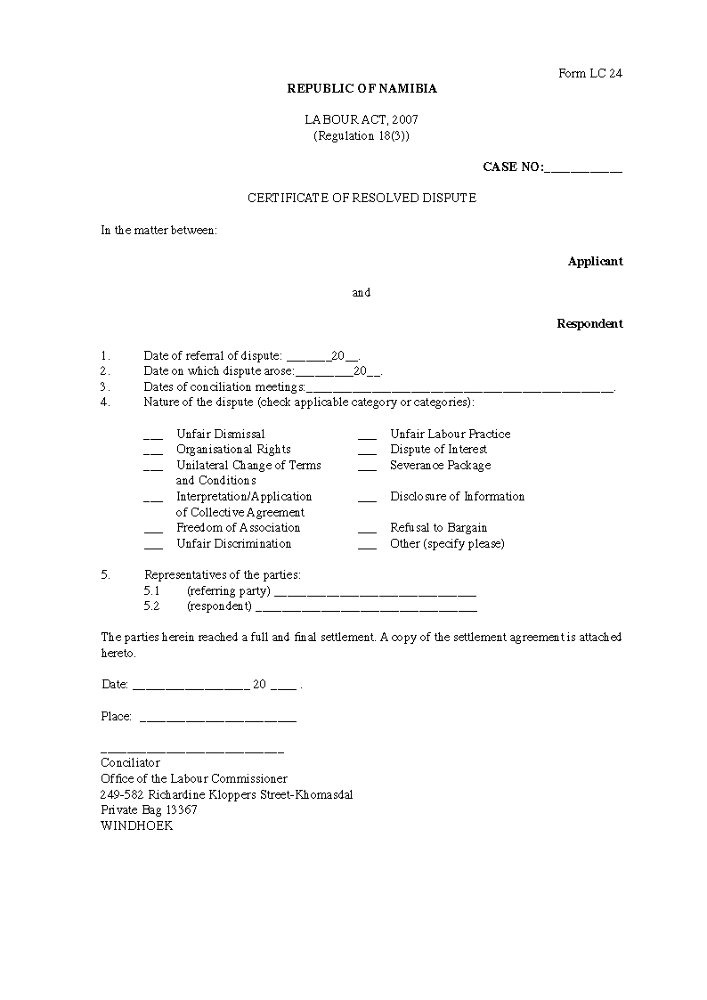 Form LC 24
REPUBLIC OF NAMIBIA
LABOUR ACT, 2007
(Regulation 18(3))
CASE NO:____________
CERTIFICATE OF RESOLVED DISPUTE
In the matter between:
Applicant
and
Respondent
1. Date of referral of dispute: _______20__.
2. Date on which dispute arose:_________20__.
3. Dates of conciliation meetings:_______________________________________________.
4. Nature of the dispute (check applicable category or categories):
___ Unfair Dismissal ___ Unfair Labour Practice
___ Organisational Rights ___ Dispute of Interest
___ Unilateral Change of Terms ___ Severance Package
and Conditions
___ Interpretation/Application ___ Disclosure of Information
of Collective Agreement
___ Freedom of Association ___ Refusal to Bargain
___ Unfair Discrimination ___ Other (specify please)
5. Representatives of the parties:
5.1 (referring party) _______________________________
5.2 (respondent) __________________________________
The parties herein reached a full and final settlement. A copy of the settlement agreement is attached
hereto.
Date: __________________ 20 ____ .
Place: ________________________
____________________________
Conciliator
Office of the Labour Commissioner
249-582 Richardine Kloppers Street-Khomasdal
Private Bag 13367
WINDHOEK